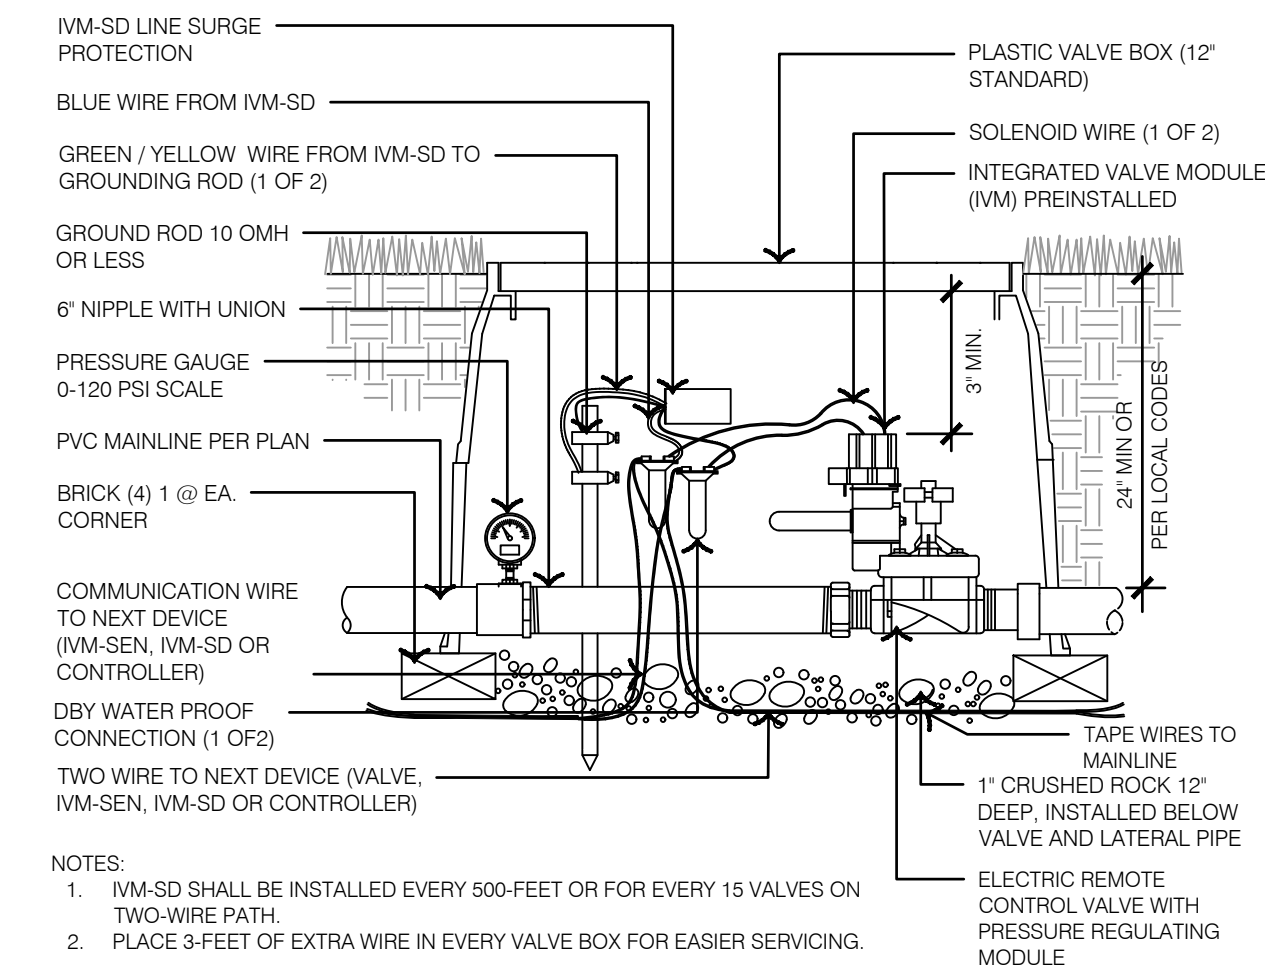 IVM-SD LINE SURGE
PROTECTION
BLUE WIRE FROM IVM-SD
GREEN / YELLOW WIRE FROM IVM-SD TO
GROUNDING ROD (1 OF 2)
GROUND ROD 10 OMH
OR LESS
6" NIPPLE WITH UNION
PRESSURE GAUGE
0-120 PSI SCALE
PVC MAINLINE PER PLAN
BRICK (4) 1 @ EA.
CORNER
COMMUNICATION WIRE
TO NEXT DEVICE
(IVM-SEN, IVM-SD OR
CONTROLLER)
DBY WATER PROOF
CONNECTION (1 OF2)
TWO WIRE TO NEXT DEVICE (VALVE,
IVM-SEN, IVM-SD OR CONTROLLER)
PLASTIC VALVE BOX (12"
STANDARD)
SOLENOID WIRE (1 OF 2)
INTEGRATED VALVE MODULE
(IVM) PREINSTALLED
3" MIN.
24" MIN OR
PER LOCAL CODES
TAPE WIRES TO
MAINLINE
1" CRUSHED ROCK 12"
DEEP, INSTALLED BELOW
VALVE AND LATERAL PIPE
ELECTRIC REMOTE
CONTROL VALVE WITH
PRESSURE REGULATING
MODULE
NOTES:
1. IVM-SD SHALL BE INSTALLED EVERY 500-FEET OR FOR EVERY 15 VALVES ON
TWO-WIRE PATH.
2. PLACE 3-FEET OF EXTRA WIRE IN EVERY VALVE BOX FOR EASIER SERVICING.